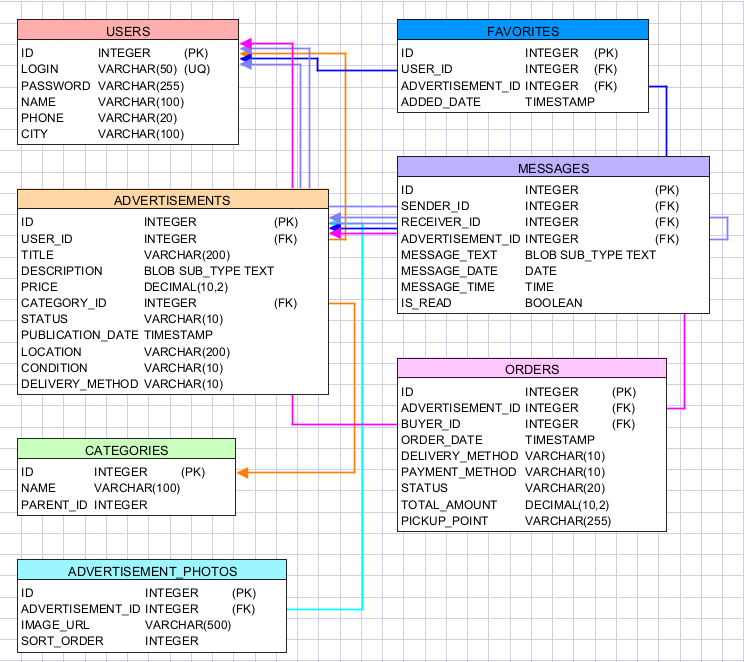 USERS
ID INTEGER (PK)
LOGIN VARCHAR(50) (UQ)
PASSWORD VARCHAR(255)
NAME VARCHAR(100)
PHONE VARCHAR(20)
CITY VARCHAR(100)
ADVERTISEMENTS
ID INTEGER (PK)
USER_ID INTEGER (FK)
TITLE VARCHAR(200)
DESCRIPTION BLOB SUB_TYPE TEXT
PRICE DECIMAL(10,2)
CATEGORY_ID INTEGER (FK)
STATUS VARCHAR(10)
PUBLICATION_DATE TIMESTAMP
LOCATION VARCHAR(200)
CONDITION VARCHAR(10)
DELIVERY_METHOD VARCHAR(10)
CATEGORIES
ID INTEGER (PK)
NAME VARCHAR(100)
PARENT_ID INTEGER
ADVERTISEMENT_PHOTOS
ID INTEGER (PK)
ADVERTISEMENT_ID INTEGER (FK)
IMAGE_URL VARCHAR(500)
SORT_ORDER INTEGER
FAVORITES
ID INTEGER (PK)
USER_ID INTEGER (FK)
ADVERTISEMENT_ID INTEGER (FK)
ADDED_DATE TIMESTAMP
MESSAGES
ID INTEGER (PK)
SENDER_ID INTEGER (FK)
RECEIVER_ID INTEGER (FK)
ADVERTISEMENT_ID INTEGER (FK)
MESSAGE_TEXT BLOB SUB_TYPE TEXT
MESSAGE_DATE DATE
MESSAGE_TIME TIME
IS_READ BOOLEAN
ORDERS
ID INTEGER (PK)
ADVERTISEMENT_ID INTEGER (FK)
BUYER_ID INTEGER (FK)
ORDER_DATE TIMESTAMP
DELIVERY_METHOD VARCHAR(10)
PAYMENT_METHOD VARCHAR(10)
STATUS VARCHAR(20)
TOTAL_AMOUNT DECIMAL(10,2)
PICKUP_POINT VARCHAR(255)